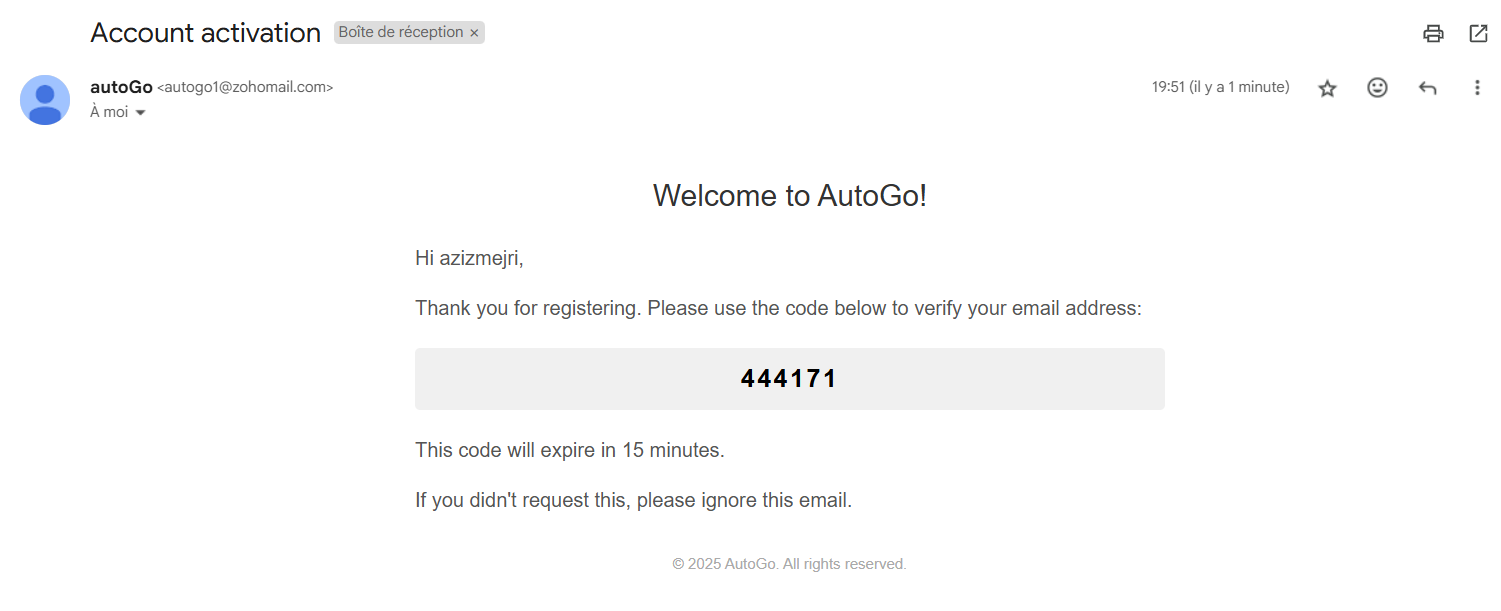 Account activation Boîte de réception ×
autoGo <autogo1@zohomail.com> 19:51 (il y a 1 minute)
À moi
Welcome to AutoGo!
Hi azizmejri,
Thank you for registering. Please use the code below to verify your email address:
444171
This code will expire in 15 minutes.
If you didn't request this, please ignore this email.
© 2025 AutoGo. All rights reserved.